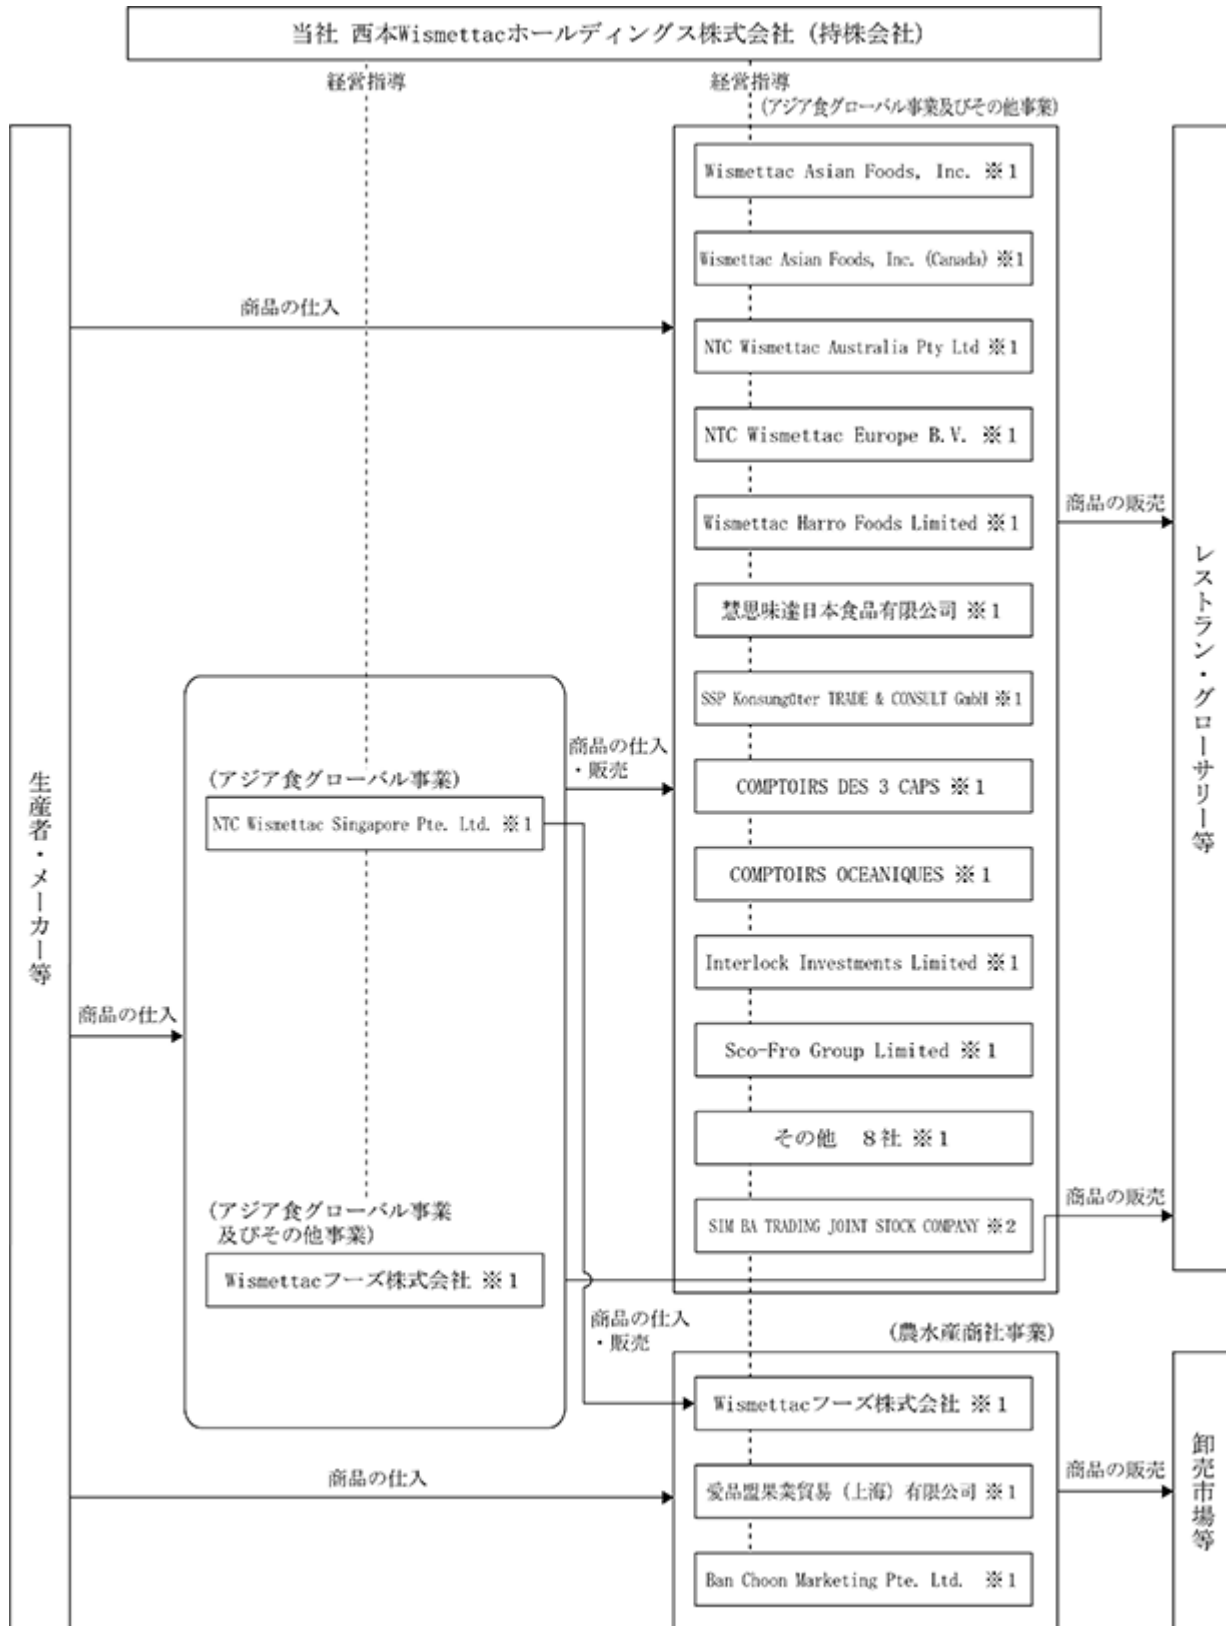 当社 西本Wismettacホールディングス株式会社 (持株会社)
経営指導
経営指導
(アジア食グローバル事業及びその他事業)
Wismettac Asian Foods, Inc. ※1
Wismettac Asian Foods, Inc. (Canada) ※1
商品の仕入
NTC Wismettac Australia Pty Ltd ※1
NTC Wismettac Europe B.V. ※1
Wismettac Harro Foods Limited ※1
商品の販売
慧思味達日本食品有限公司 ※1
SSP Konsumgüter TRADE & CONSULT GmbH ※1
COMPTOIRS DES 3 CAPS ※1
COMPTOIRS OCEANIQUES ※1
Interlock Investments Limited ※1
Sco-Fro Group Limited ※1
その他 8社 ※1
SIM BA TRADING JOINT STOCK COMPANY ※2
レストラン・グローサリー等
商品の仕入
・販売
(アジア食グローバル事業)
NTC Wismettac Singapore Pte. Ltd. ※1
生産者・メーカー等
商品の仕入
(アジア食グローバル事業
及びその他事業)
Wismettacフーズ株式会社 ※1
商品の販売
商品の仕入
・販売
(農水産商社事業)
Wismettacフーズ株式会社 ※1
商品の仕入
愛品盟果業貿易（上海）有限公司 ※1
Ban Choon Marketing Pte. Ltd. ※1
商品の販売
卸売市場等